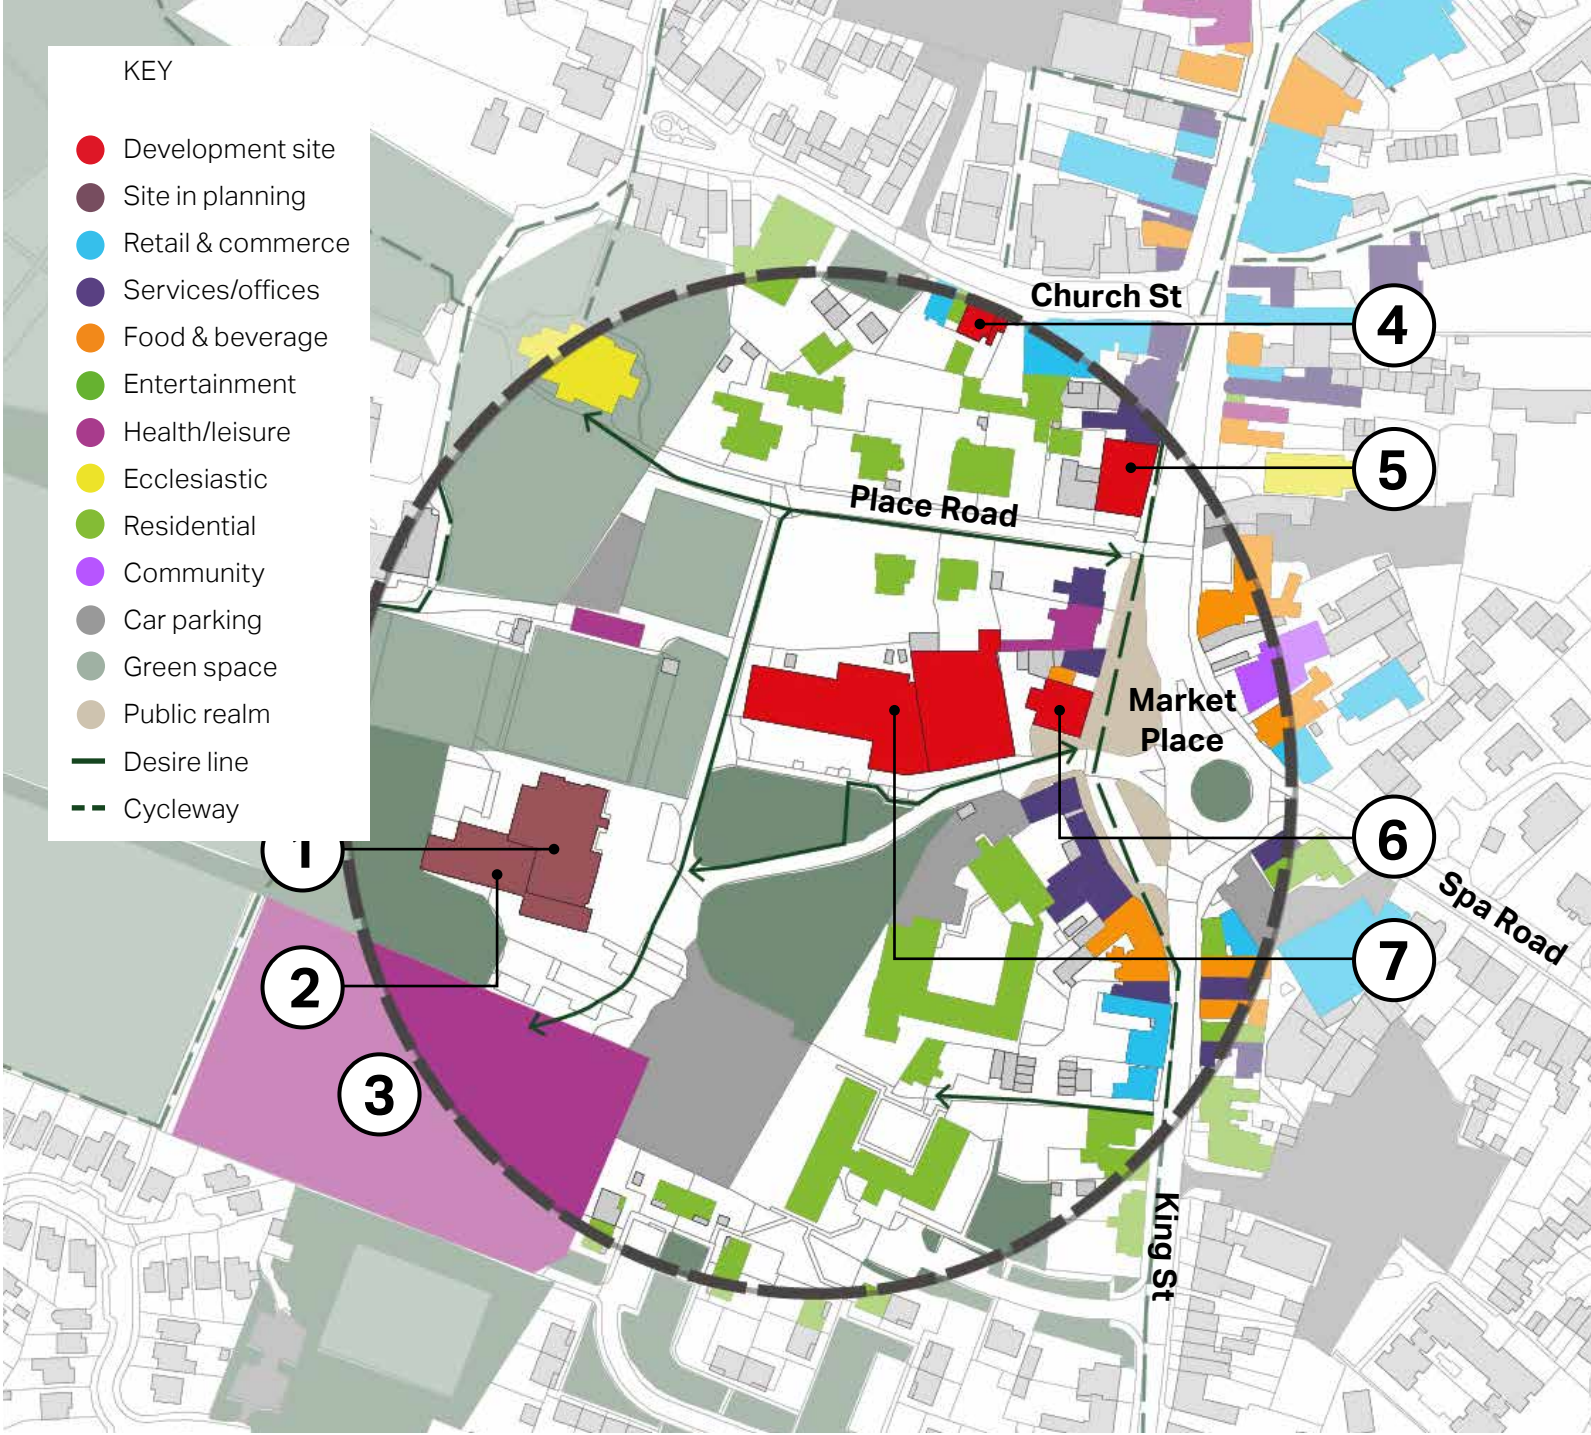 KEY
Development site
Site in planning
Retail & commerce
Services/offices
Food & beverage
Entertainment
Health/leisure
Ecclesiastic
Residential
Community
Car parking
Green space
Public realm
Desire line
Cycleway
Church St
4
5
Place Road
Market
Place
1
6
Spa Road
2
7
3
King St